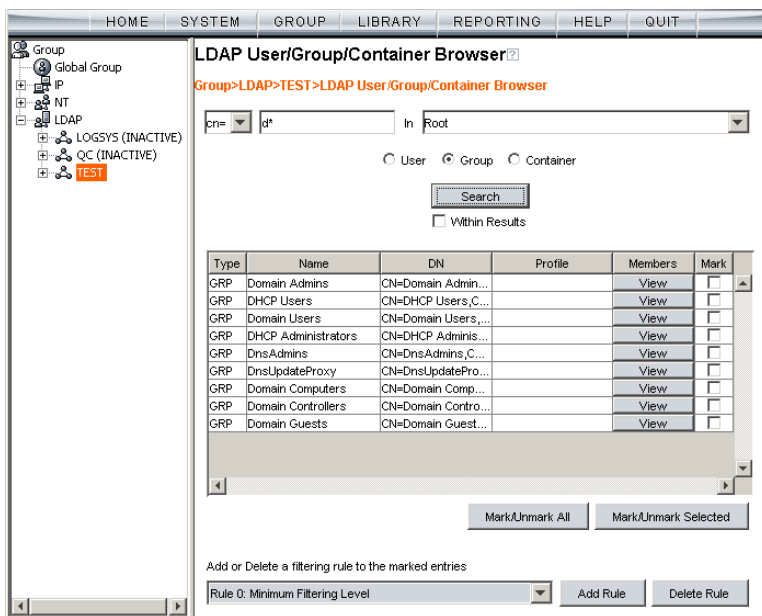 HOME SYSTEM GROUP LIBRARY REPORTING HELP QUIT
Group
Global Group
IP
NT
LDAP
LOGSYS (INACTIVE)
QC (INACTIVE)
TEST
LDAP User/Group/Container Browser?
Group>LDAP>TEST>LDAP User/Group/Container Browser
cn= d* In Root
User Group Container
Search
Within Results
Type Name DN Profile Members Mark
GRP Domain Admins CN=Domain Admin... View
GRP DHCP Users CN=DHCP Users,C... View
GRP Domain Users CN=Domain Users,... View
GRP DHCP Administrators CN=DHCP Adminis... View
GRP DnsAdmins CN=DnsAdmins,C... View
GRP DnsUpdateProxy CN=DnsUpdatePro... View
GRP Domain Computers CN=Domain Comp... View
GRP Domain Controllers CN=Domain Contro... View
GRP Domain Guests CN=Domain Guest... View
Mark/Unmark All Mark/Unmark Selected
Add or Delete a filtering rule to the marked entries
Rule 0: Minimum Filtering Level Add Rule Delete Rule